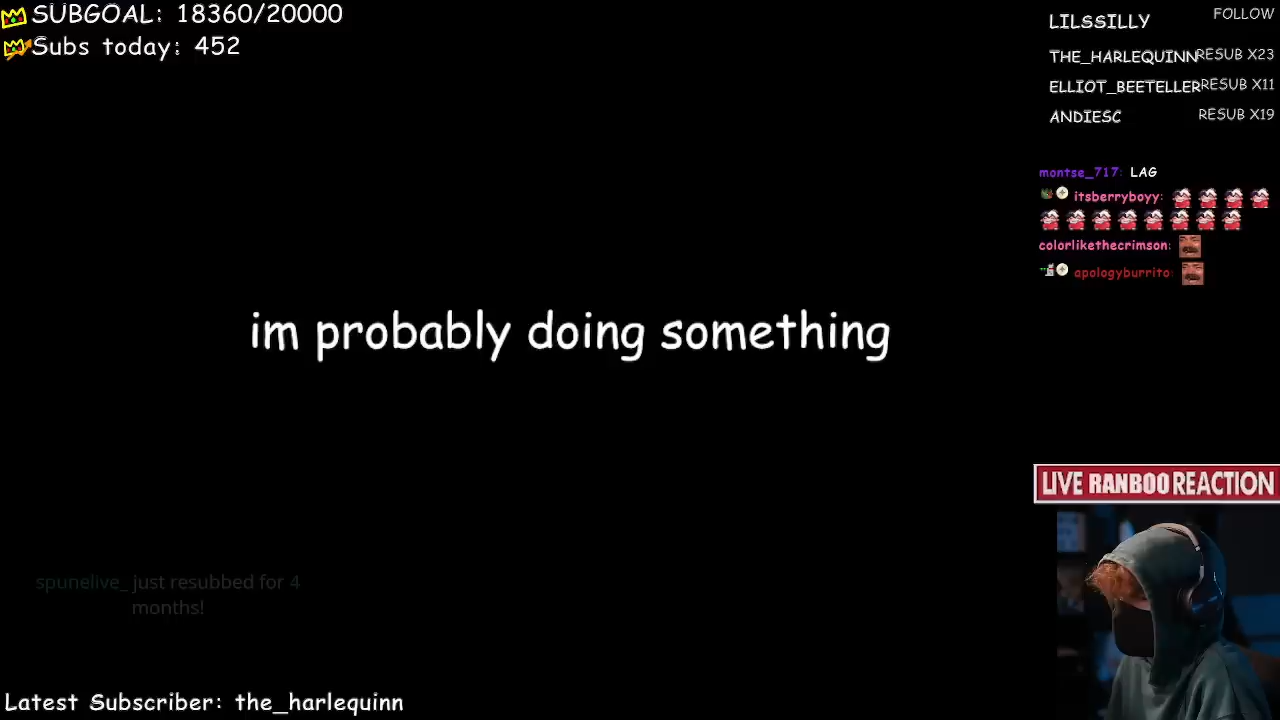 SUBGOAL: 18360/20000
Subs today: 452
LILSSILLY FOLLOW
THE_HARLEQUINN RESUB X23
ELLIOT_BEETELLER RESUB X11
ANDIESC RESUB X19
montse_717: LAG
itsberryboyy:
colorlikethecrimson:
apologyburrito:
im probably doing something
LIVE RANBOO REACTION
spunelive_ just resubbed for 4
months!
Latest Subscriber: the_harlequinn